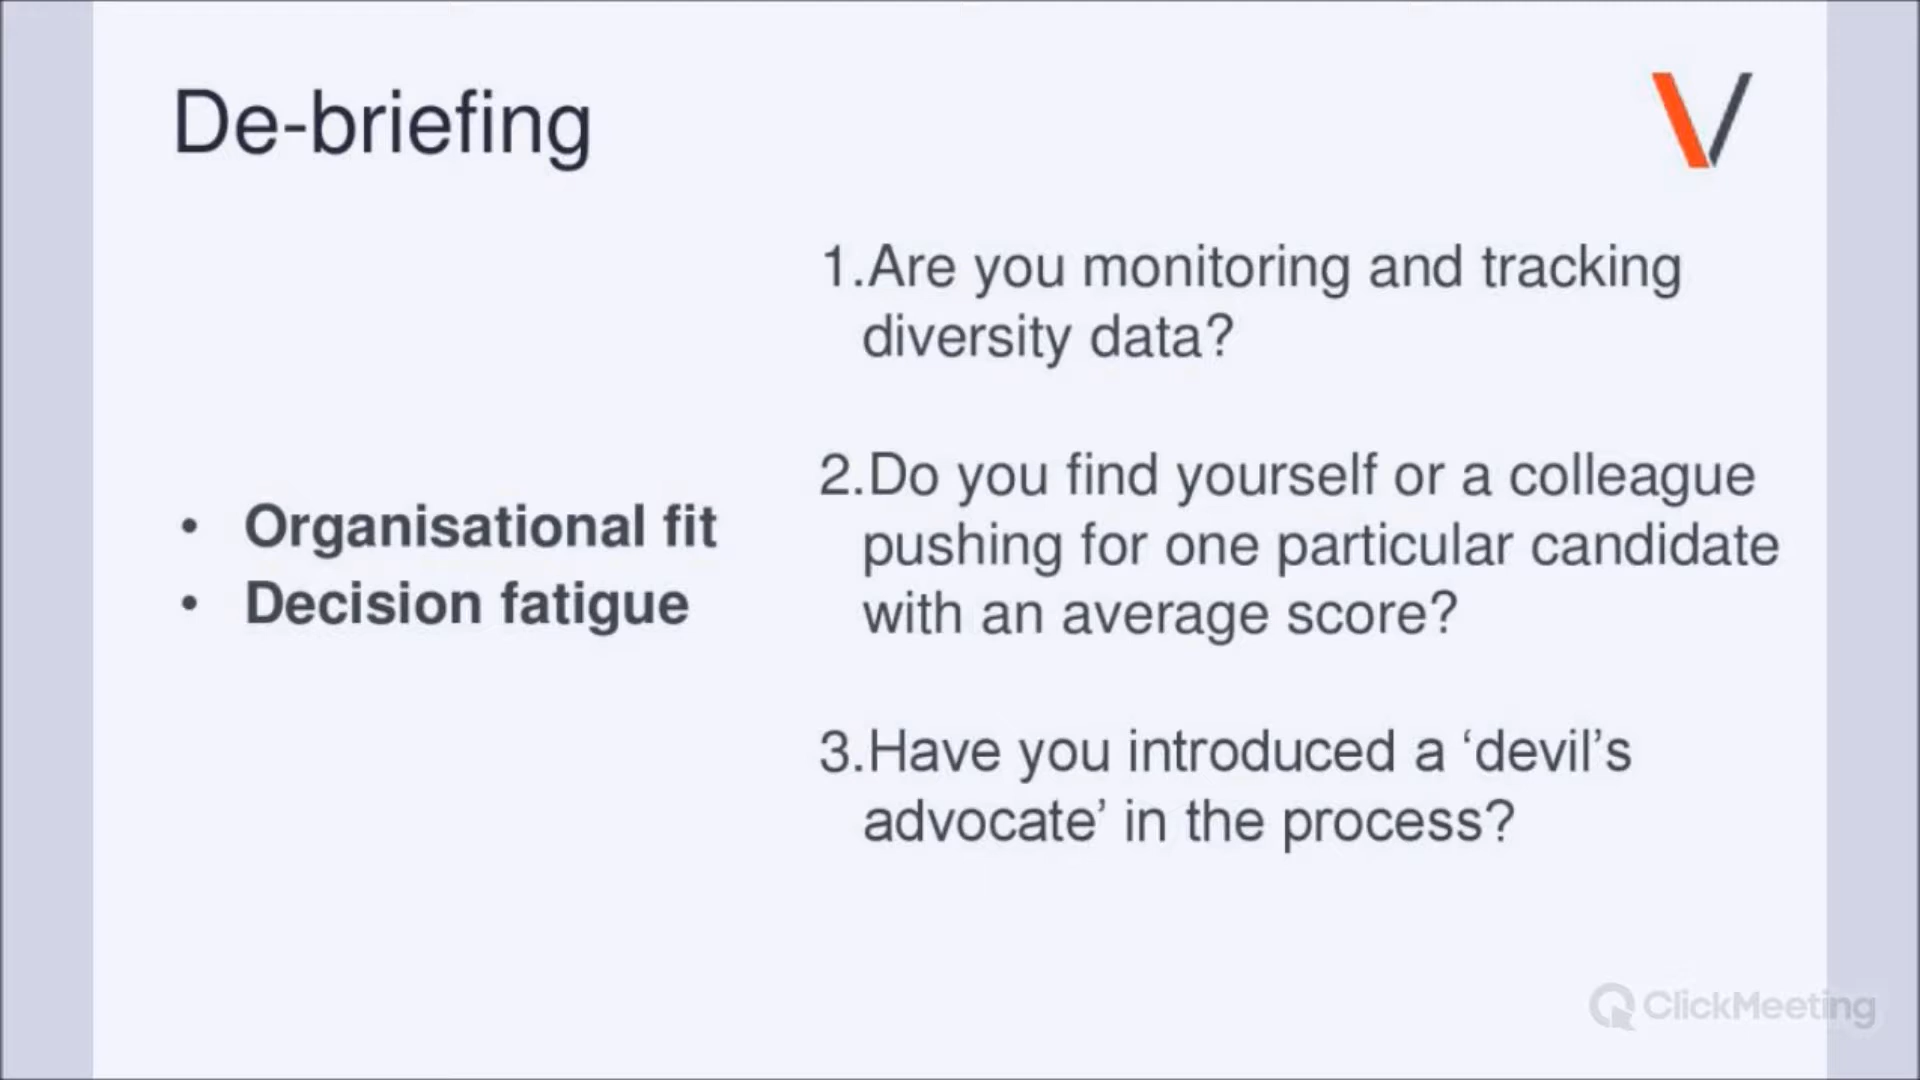 De-briefing
• Organisational fit
• Decision fatigue
1.Are you monitoring and tracking
diversity data?
2.Do you find yourself or a colleague
pushing for one particular candidate
with an average score?
3.Have you introduced a ‘devil’s
advocate’ in the process?
ClickMeeting